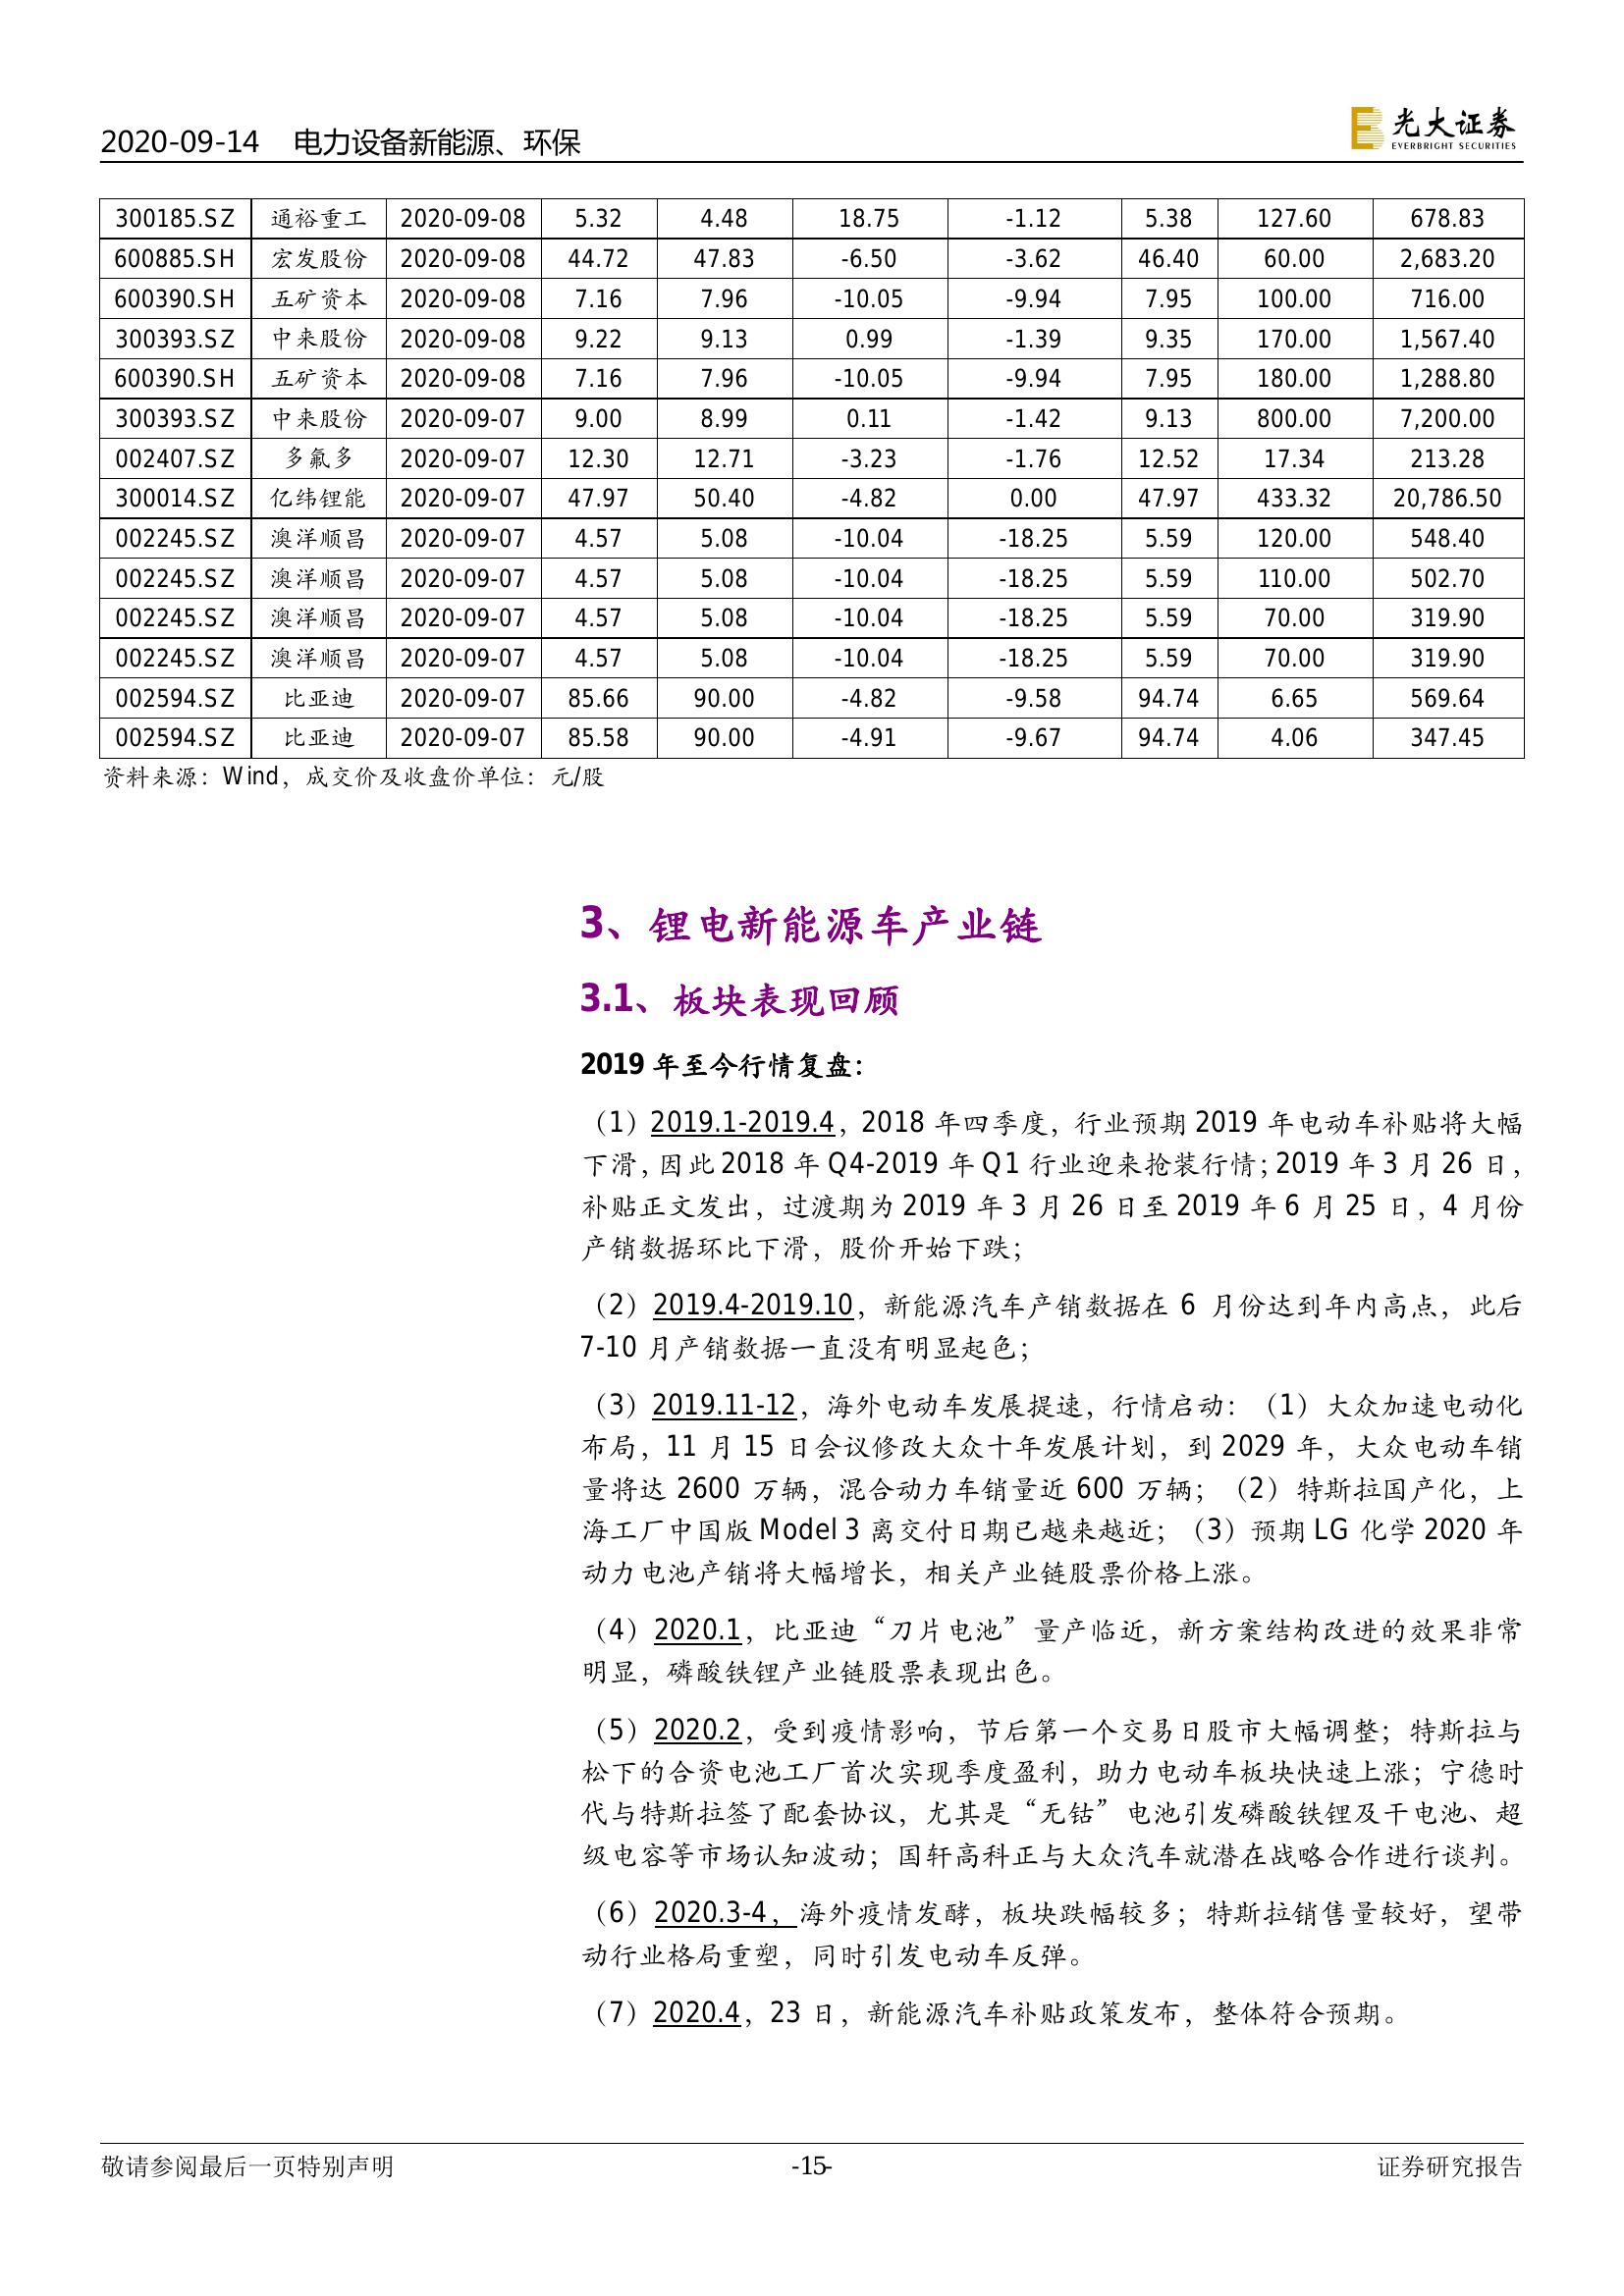 2020-09-14 电力设备新能源、环保
光大证券
EVERBRIGHT SECURITIES
300185.SZ 通裕重工 2020-09-08 5.32 4.48 18.75 -1.12 5.38 127.60 678.83
600885.SH 宏发股份 2020-09-08 44.72 47.83 -6.50 -3.62 46.40 60.00 2,683.20
600390.SH 五矿资本 2020-09-08 7.16 7.96 -10.05 -9.94 7.95 100.00 716.00
300393.SZ 中来股份 2020-09-08 9.22 9.13 0.99 -1.39 9.35 170.00 1,567.40
600390.SH 五矿资本 2020-09-08 7.16 7.96 -10.05 -9.94 7.95 180.00 1,288.80
300393.SZ 中来股份 2020-09-07 9.00 8.99 0.11 -1.42 9.13 800.00 7,200.00
002407.SZ 多氟多 2020-09-07 12.30 12.71 -3.23 -1.76 12.52 17.34 213.28
300014.SZ 亿纬锂能 2020-09-07 47.97 50.40 -4.82 0.00 47.97 433.32 20,786.50
002245.SZ 澳洋顺昌 2020-09-07 4.57 5.08 -10.04 -18.25 5.59 120.00 548.40
002245.SZ 澳洋顺昌 2020-09-07 4.57 5.08 -10.04 -18.25 5.59 110.00 502.70
002245.SZ 澳洋顺昌 2020-09-07 4.57 5.08 -10.04 -18.25 5.59 70.00 319.90
002245.SZ 澳洋顺昌 2020-09-07 4.57 5.08 -10.04 -18.25 5.59 70.00 319.90
002594.SZ 比亚迪 2020-09-07 85.66 90.00 -4.82 -9.58 94.74 6.65 569.64
002594.SZ 比亚迪 2020-09-07 85.58 90.00 -4.91 -9.67 94.74 4.06 347.45
资料来源：Wind，成交价及收盘价单位：元/股
3、锂电新能源车产业链
3.1、板块表现回顾
2019 年至今行情复盘：
（1）2019.1-2019.4，2018 年四季度，行业预期 2019 年电动车补贴将大幅
下滑，因此 2018 年 Q4-2019 年 Q1 行业迎来抢装行情；2019 年 3 月 26 日，
补贴正文发出，过渡期为 2019 年 3 月 26 日至 2019 年 6 月 25 日，4 月份
产销数据环比下滑，股价开始下跌；
（2）2019.4-2019.10，新能源汽车产销数据在 6 月份达到年内高点，此后
7-10 月产销数据一直没有明显起色；
（3）2019.11-12，海外电动车发展提速，行情启动：（1）大众加速电动化
布局，11 月 15 日会议修改大众十年发展计划，到 2029 年，大众电动车销
量将达 2600 万辆，混合动力车销量近 600 万辆；（2）特斯拉国产化，上
海工厂中国版 Model 3 离交付日期已越来越近；（3）预期 LG 化学 2020 年
动力电池产销将大幅增长，相关产业链股票价格上涨。
（4）2020.1，比亚迪“刀片电池”量产临近，新方案结构改进的效果非常
明显，磷酸铁锂产业链股票表现出色。
（5）2020.2，受到疫情影响，节后第一个交易日股市大幅调整；特斯拉与
松下的合资电池工厂首次实现季度盈利，助力电动车板块快速上涨；宁德时
代与特斯拉签了配套协议，尤其是“无钴”电池引发磷酸铁锂及干电池、超
级电容等市场认知波动；国轩高科正与大众汽车就潜在战略合作进行谈判。
（6）2020.3-4，海外疫情发酵，板块跌幅较多；特斯拉销售量较好，望带
动行业格局重塑，同时引发电动车反弹。
（7）2020.4，23 日，新能源汽车补贴政策发布，整体符合预期。
敬请参阅最后一页特别声明 -15- 证券研究报告